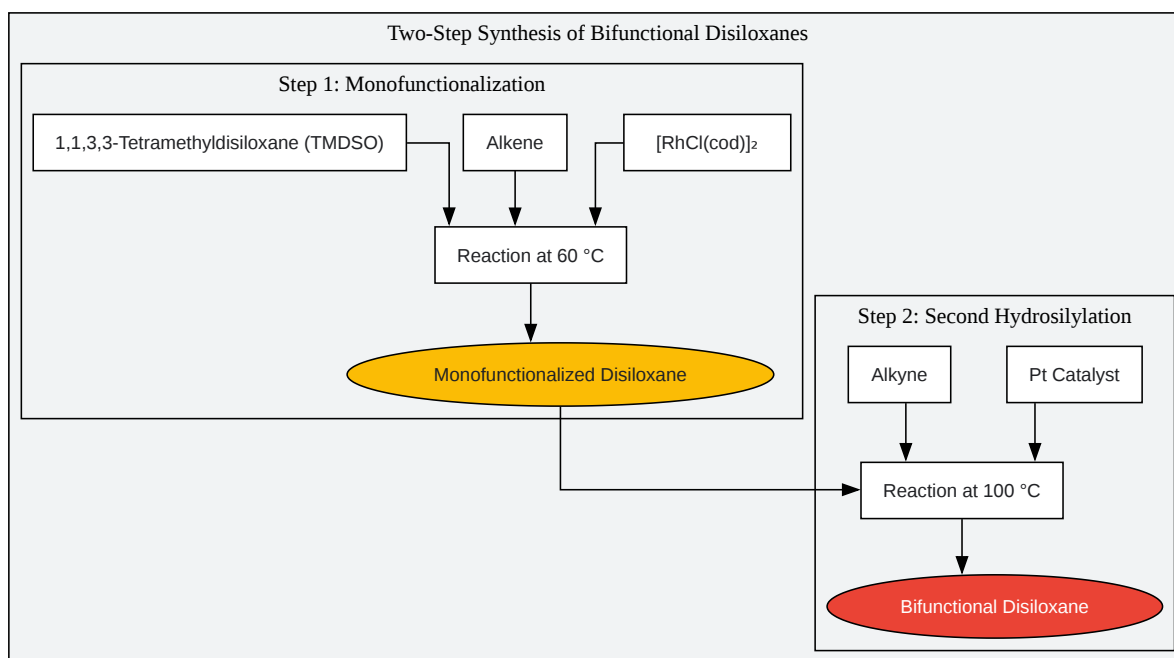 Two-Step Synthesis of Bifunctional Disiloxanes
Step 1: Monofunctionalization
1,1,3,3-Tetramethyldisiloxane (TMDSO)
Alkene
[RhCl(cod)]₂
Reaction at 60 °C
Monofunctionalized Disiloxane
Step 2: Second Hydrosilylation
Alkyne
Pt Catalyst
Reaction at 100 °C
Bifunctional Disiloxane